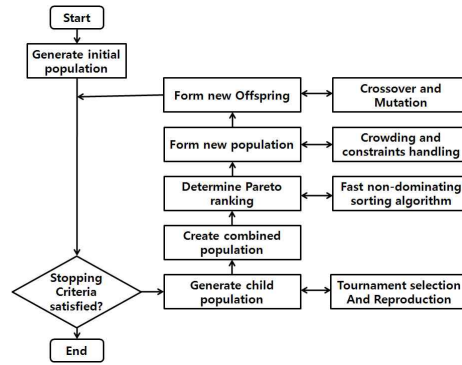 Start
Generate initial
population
Form new Offspring
Crossover and
Mutation
Form new population
Crowding and
constraints handling
Determine Pareto
ranking
Fast non-dominating
sorting algorithm
Create combined
population
Stopping
Criteria
satisfied?
Generate child
population
Tournament selection
And Reproduction
End